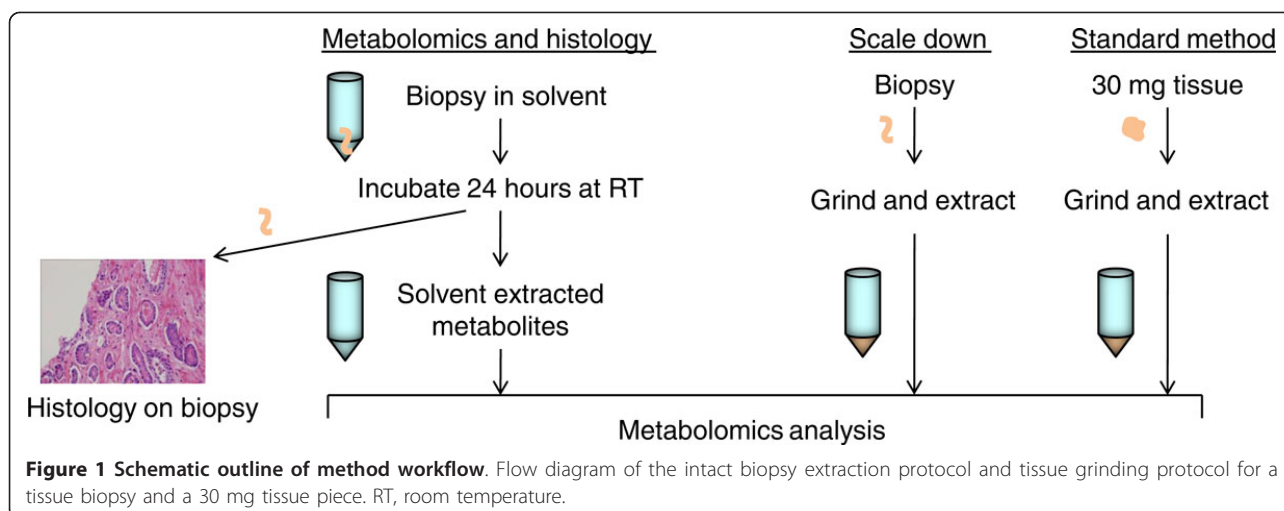 Metabolomics and histology
Biopsy in solvent
Incubate 24 hours at RT
Solvent extracted
metabolites
Histology on biopsy
Scale down
Biopsy
Grind and extract
Standard method
30 mg tissue
Grind and extract
Metabolomics analysis
Figure 1 Schematic outline of method workflow. Flow diagram of the intact biopsy extraction protocol and tissue grinding protocol for a
tissue biopsy and a 30 mg tissue piece. RT, room temperature.